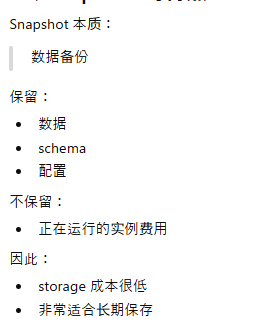 Snapshot 本质：
数据备份
保留：
• 数据
• schema
• 配置
不保留：
• 正在运行的实例费用
因此：
• storage 成本很低
• 非常适合长期保存